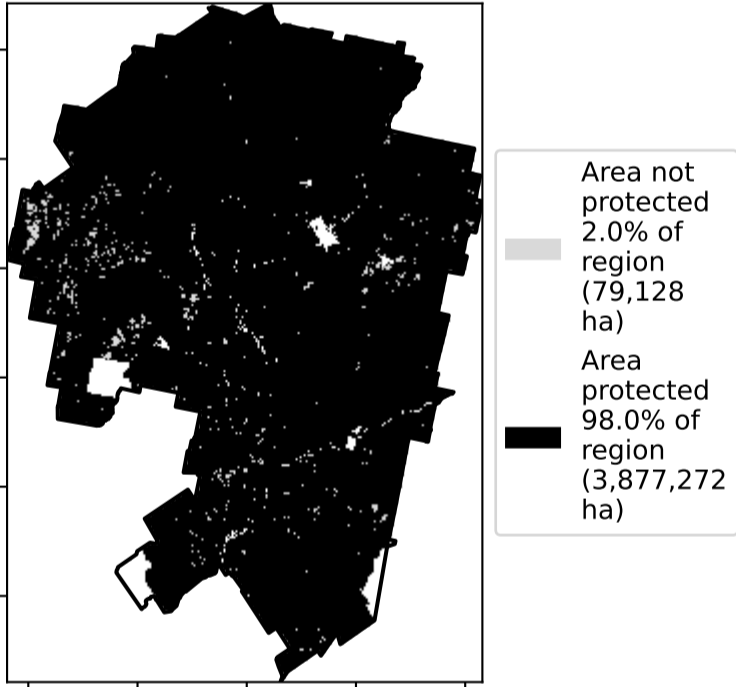 Area not
protected
2.0% of
region
(79,128
ha)
Area
protected
98.0% of
region
(3,877,272
ha)